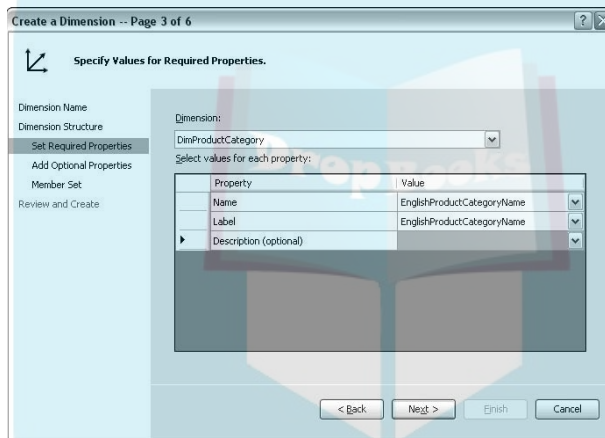 Create a Dimension -- Page 3 of 6
Specify Values for Required Properties.
Dimension Name
Dimension Structure
Set Required Properties
Add Optional Properties
Member Set
Review and Create
Dimension:
DimProductCategory
Select values for each property:
Property Value
Name EnglishProductCategoryName
Label EnglishProductCategoryName
Description (optional)
DropBooks
< Back Next > Finish Cancel